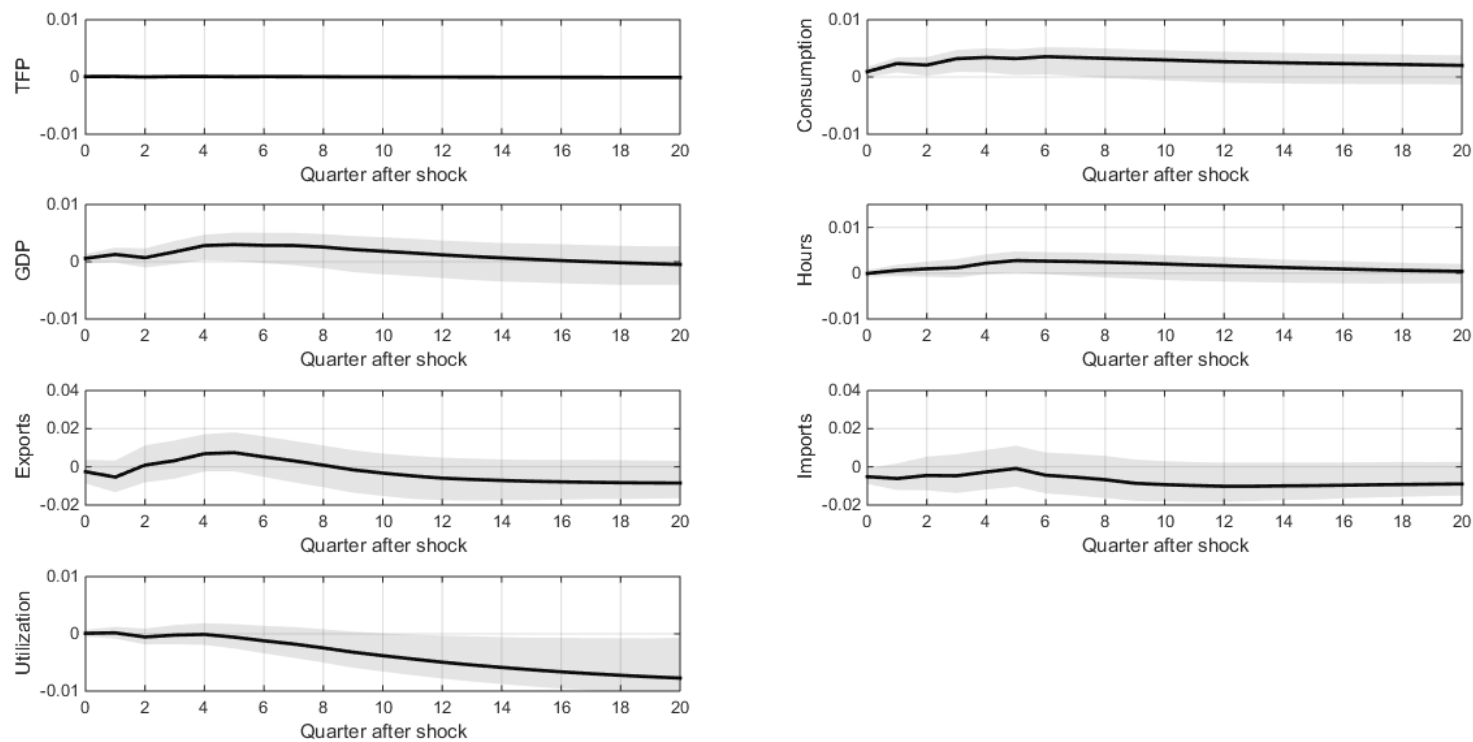 0.01
TFP
0
-0.01
0 2 4 6 8 10 12 14 16 18 20
Quarter after shock
0.01
Consumption
0
-0.01
0 2 4 6 8 10 12 14 16 18 20
Quarter after shock
0.01
GDP
0
-0.01
0 2 4 6 8 10 12 14 16 18 20
Quarter after shock
0.01
Hours
0
-0.01
0 2 4 6 8 10 12 14 16 18 20
Quarter after shock
0.04
0.02
Exports
0
-0.02
0 2 4 6 8 10 12 14 16 18 20
Quarter after shock
0.04
0.02
Imports
0
-0.02
0 2 4 6 8 10 12 14 16 18 20
Quarter after shock
0.01
Utilization
0
-0.01
0 2 4 6 8 10 12 14 16 18 20
Quarter after shock